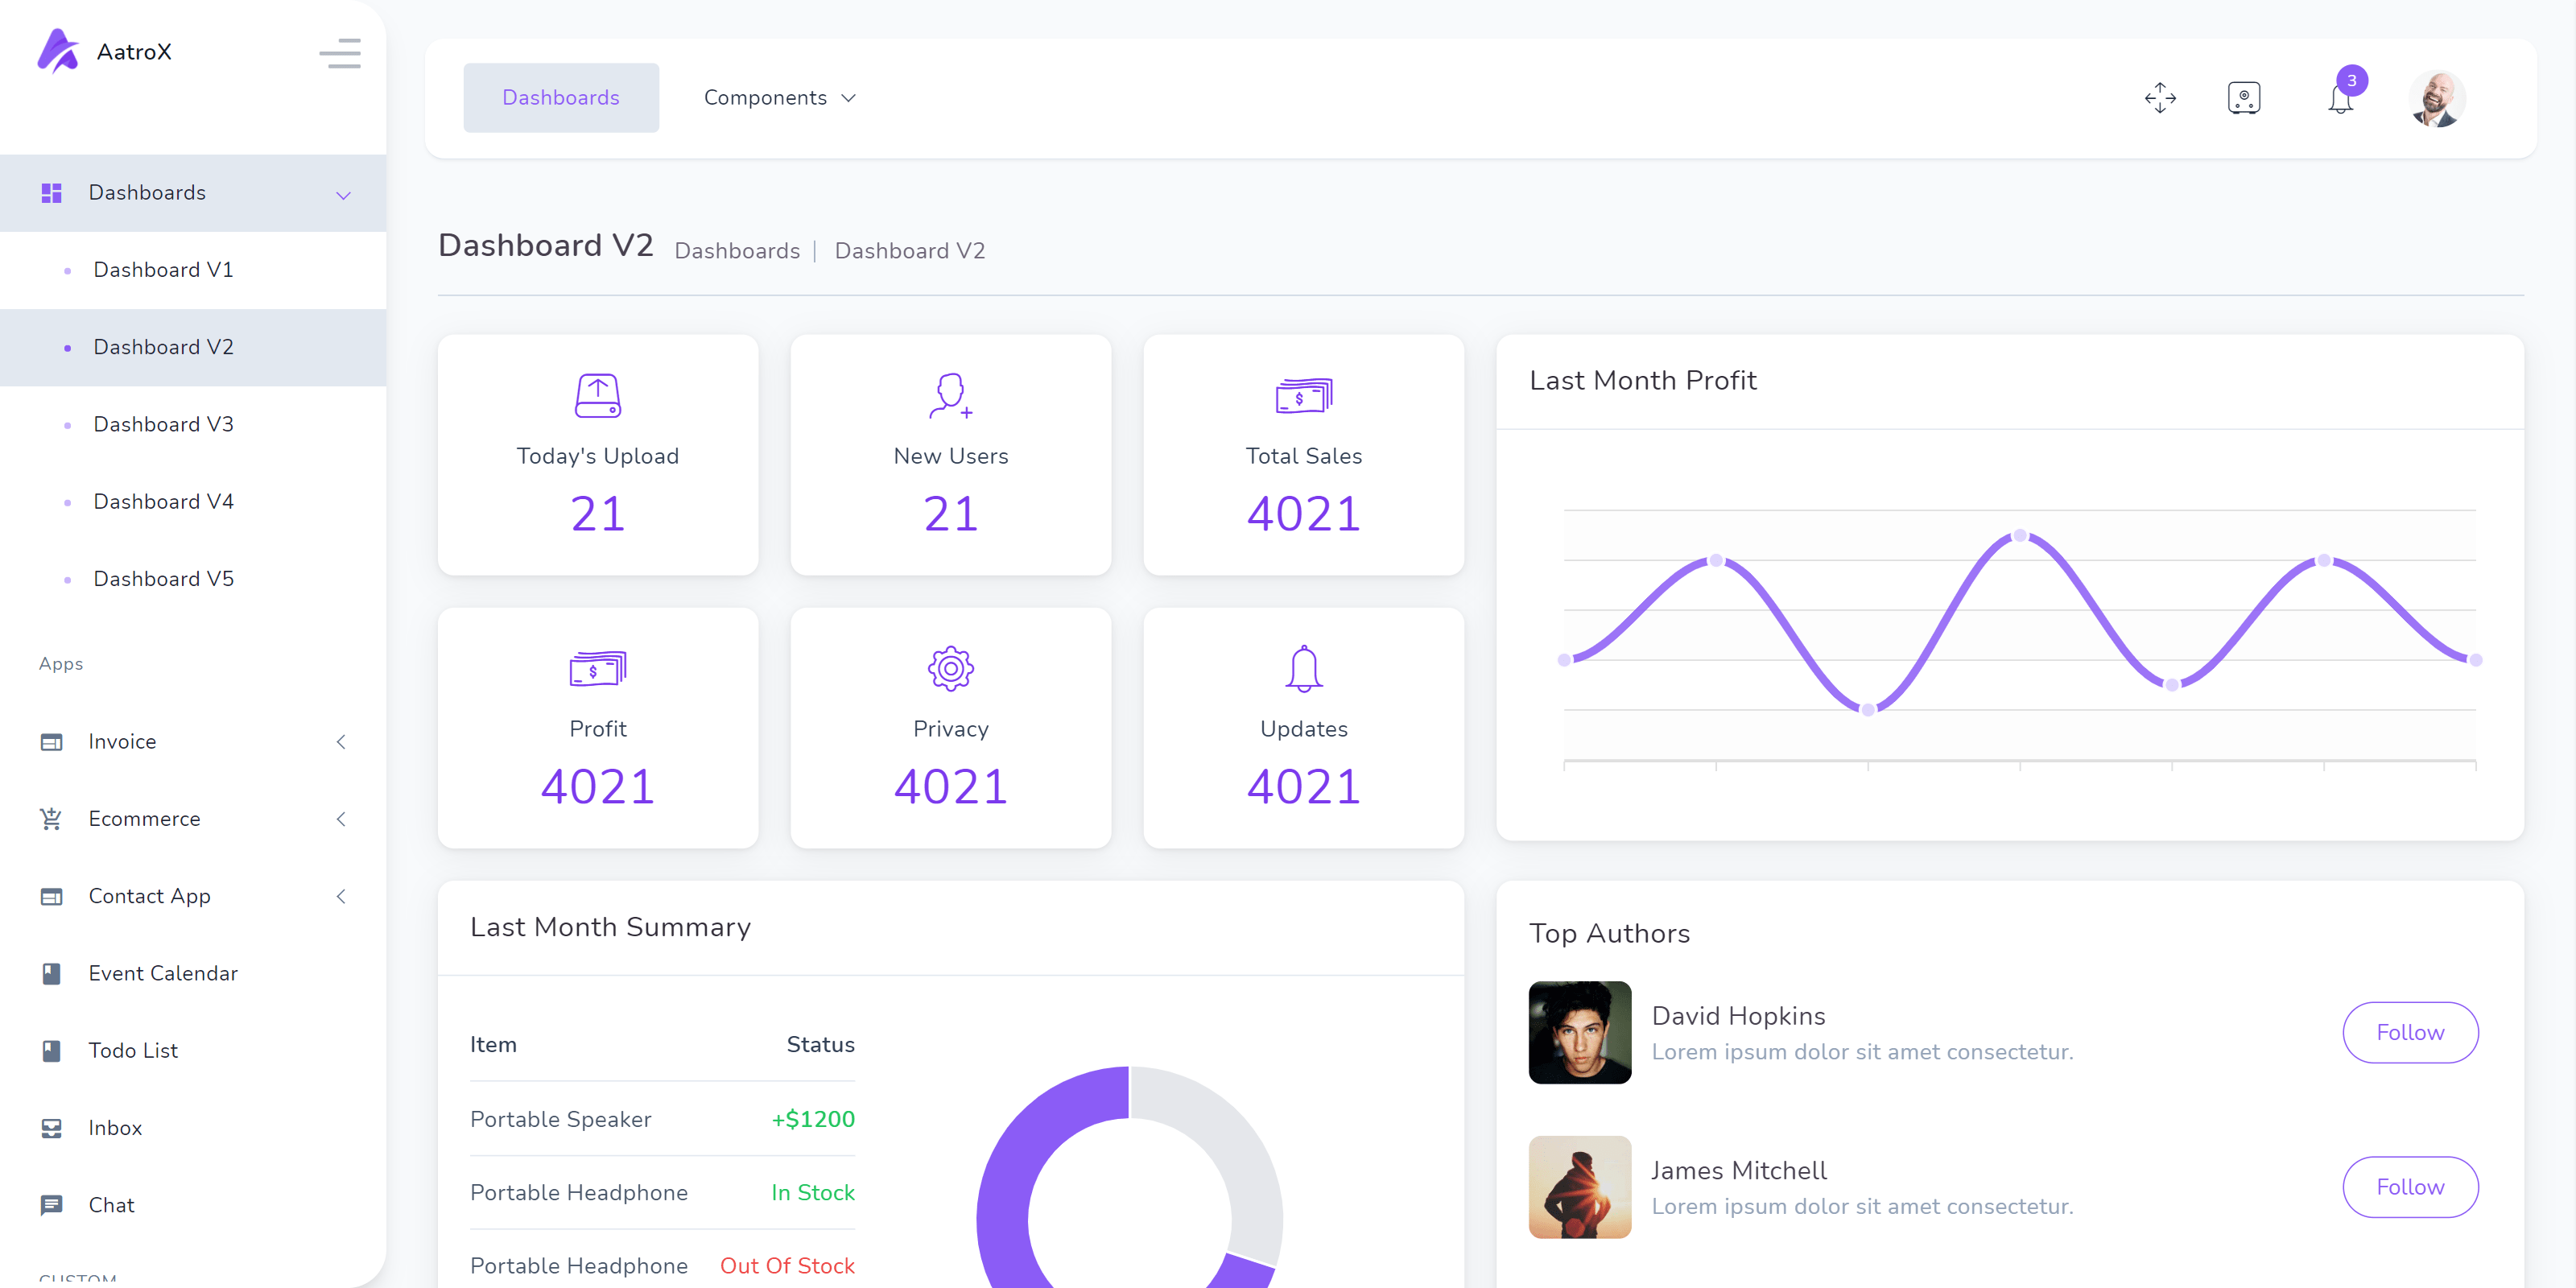 AatroX
Dashboards
Dashboard V1
Dashboard V2
Dashboard V3
Dashboard V4
Dashboard V5
Apps
Invoice
Ecommerce
Contact App
Event Calendar
Todo List
Inbox
Chat
CUSTOM
Dashboards Components 3
Dashboard V2 Dashboards | Dashboard V2
Today's Upload
21
New Users
21
Total Sales
4021
Profit
4021
Privacy
4021
Updates
4021
Last Month Profit
Last Month Summary
Item Status
Portable Speaker +$1200
Portable Headphone In Stock
Portable Headphone Out Of Stock
Top Authors
David Hopkins
Lorem ipsum dolor sit amet consectetur.
Follow
James Mitchell
Lorem ipsum dolor sit amet consectetur.
Follow